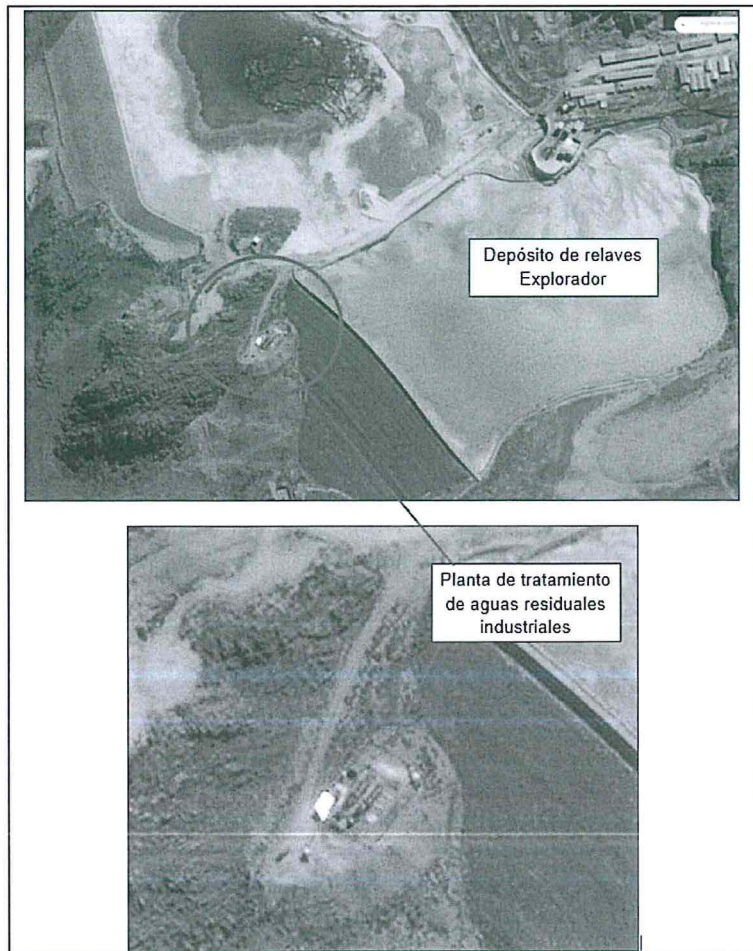 Depósito de relaves
Explorador
Planta de tratamiento
de aguas residuales
industriales